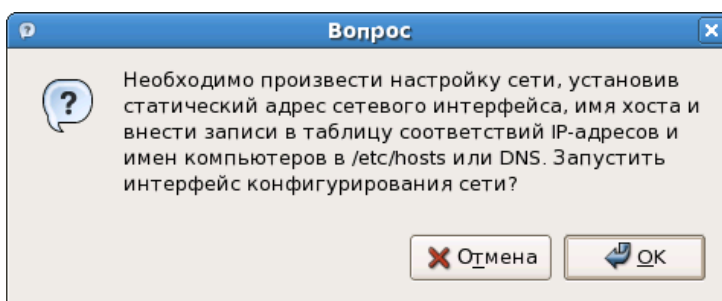 Вопрос
Необходимо произвести настройку сети, установив
статический адрес сетевого интерфейса, имя хоста и
внести записи в таблицу соответствий IP-адресов и
имен компьютеров в /etc/hosts или DNS. Запустить
интерфейс конфигурирования сети?
Отмена
OK